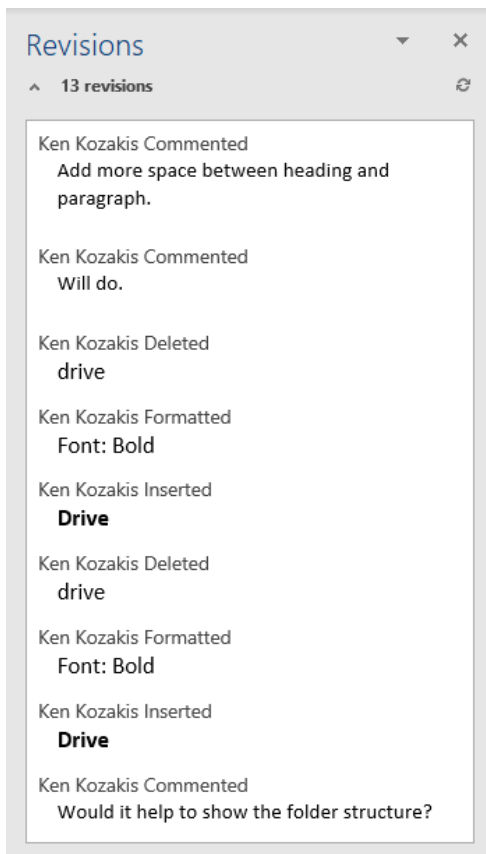 Revisions
13 revisions
Ken Kozakis Commented
Add more space between heading and
paragraph.
Ken Kozakis Commented
Will do.
Ken Kozakis Deleted
drive
Ken Kozakis Formatted
Font: Bold
Ken Kozakis Inserted
Drive
Ken Kozakis Deleted
drive
Ken Kozakis Formatted
Font: Bold
Ken Kozakis Inserted
Drive
Ken Kozakis Commented
Would it help to show the folder structure?